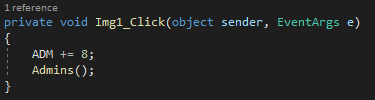 1 reference
private void Img1_Click(object sender, EventArgs e)
{
ADM += 8;
Admins();
}